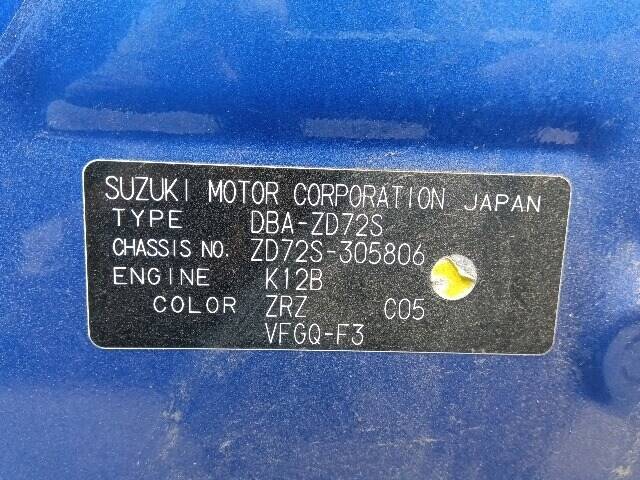 SUZUKI MOTOR CORPORATION JAPAN
TYPE DBA-ZD72S
CHASSIS NO. ZD72S-305806
ENGINE K12B
COLOR ZRZ C05
VFGQ-F3